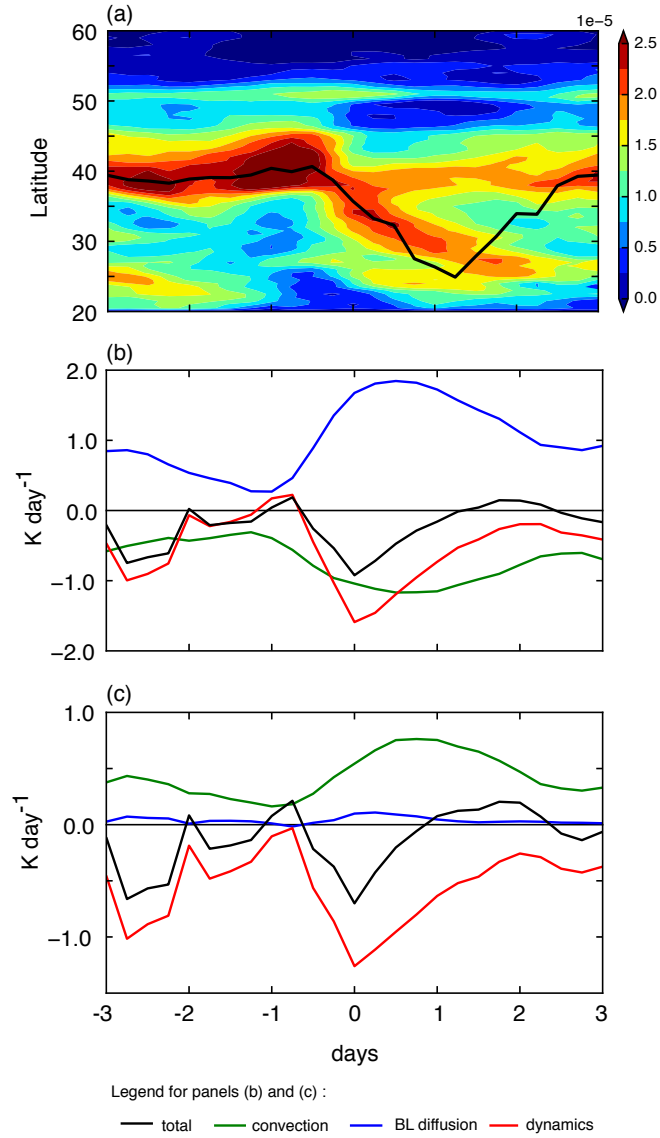 (a)
1e-5
60
50
40
30
20
Latitude
2.5
2.0
1.5
1.0
0.5
0.0
(b)
2.0
1.0
0.0
−1.0
−2.0
K day-1
(c)
1.0
0.0
−1.0
K day-1
-3 -2 -1 0 1 2 3
days
Legend for panels (b) and (c) :
total convection BL diffusion dynamics